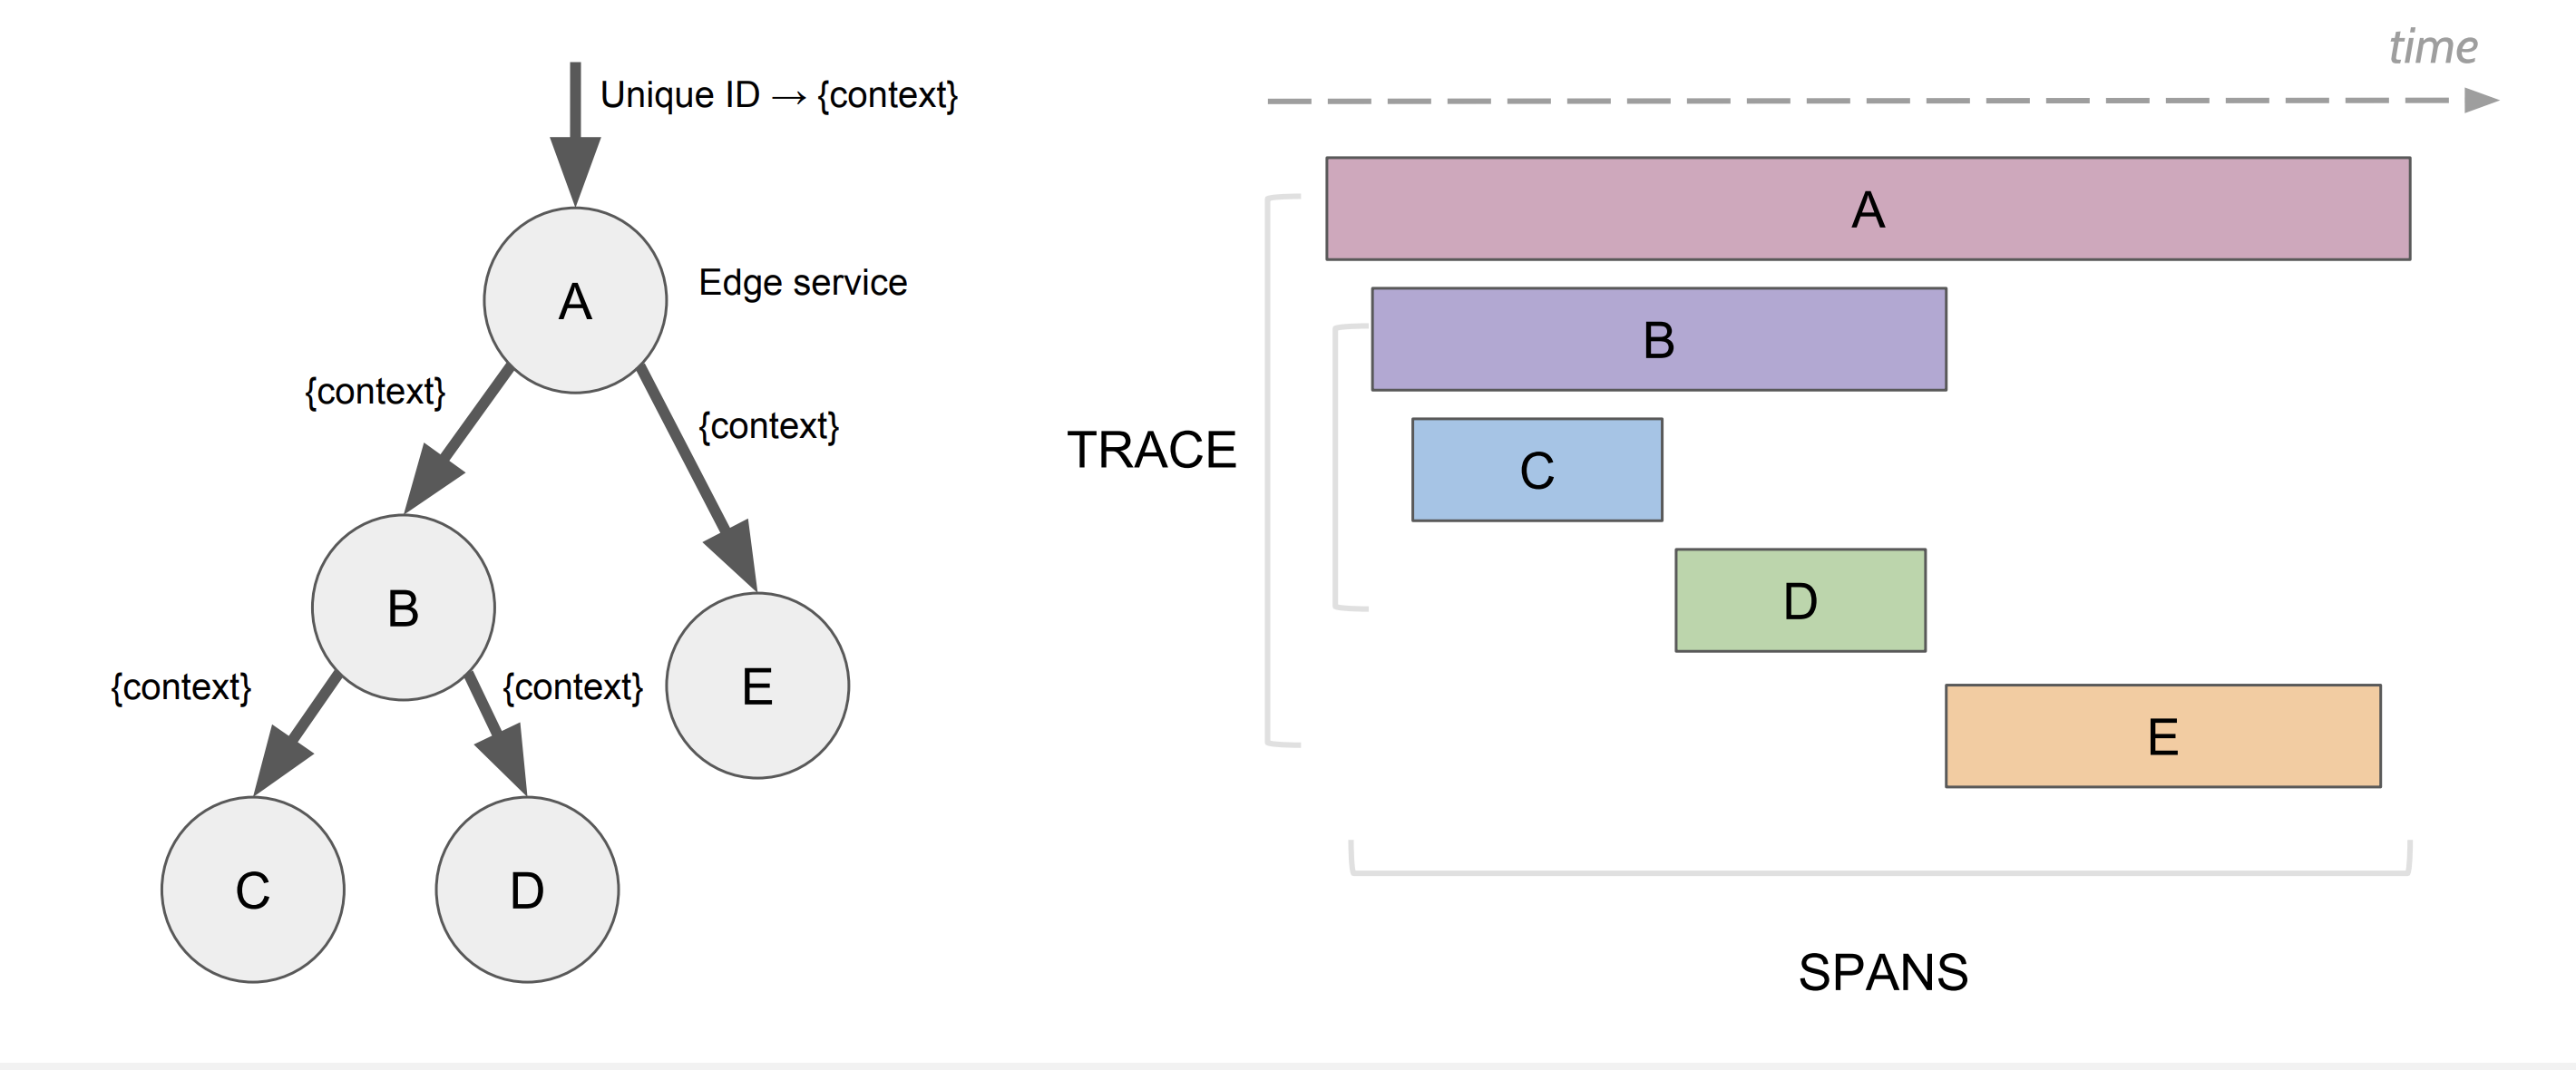 Unique ID → {context}
A
Edge service
{context}
{context}
B
E
{context}
{context}
C
D
time
A
B
C
D
E
TRACE
SPANS